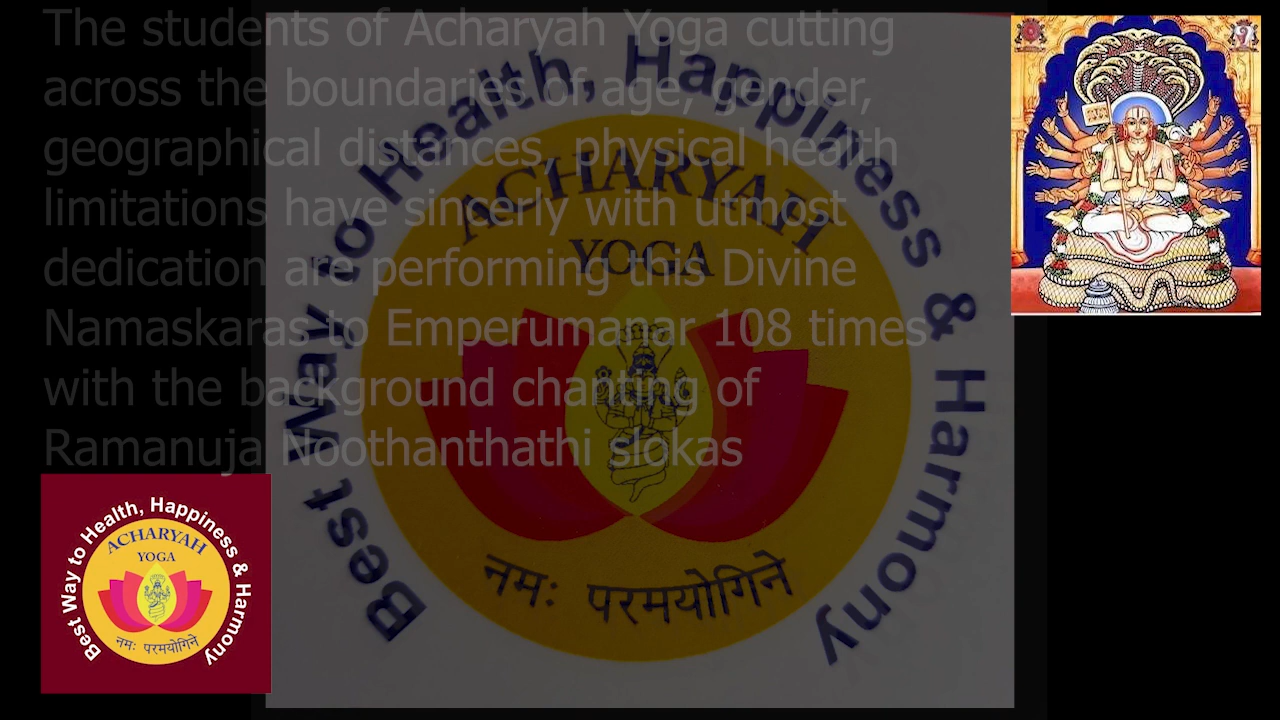 The students of Acharyah Yoga cutting
across the boundaries of age, gender,
geographical distances, physical health
limitations have sincerly with utmost
dedication are performing this Divine
Namaskaras to Emperumanar 108 times
with the background chanting of
Ramanuja Noothanthathi slokas
Best Way to Health, Happiness & Harmony
ACHARYAH
YOGA
नमः परमयोगिने
Best Way to Health, Happiness & Harmony
ACHARYAH
YOGA
नमः परमयोगिने